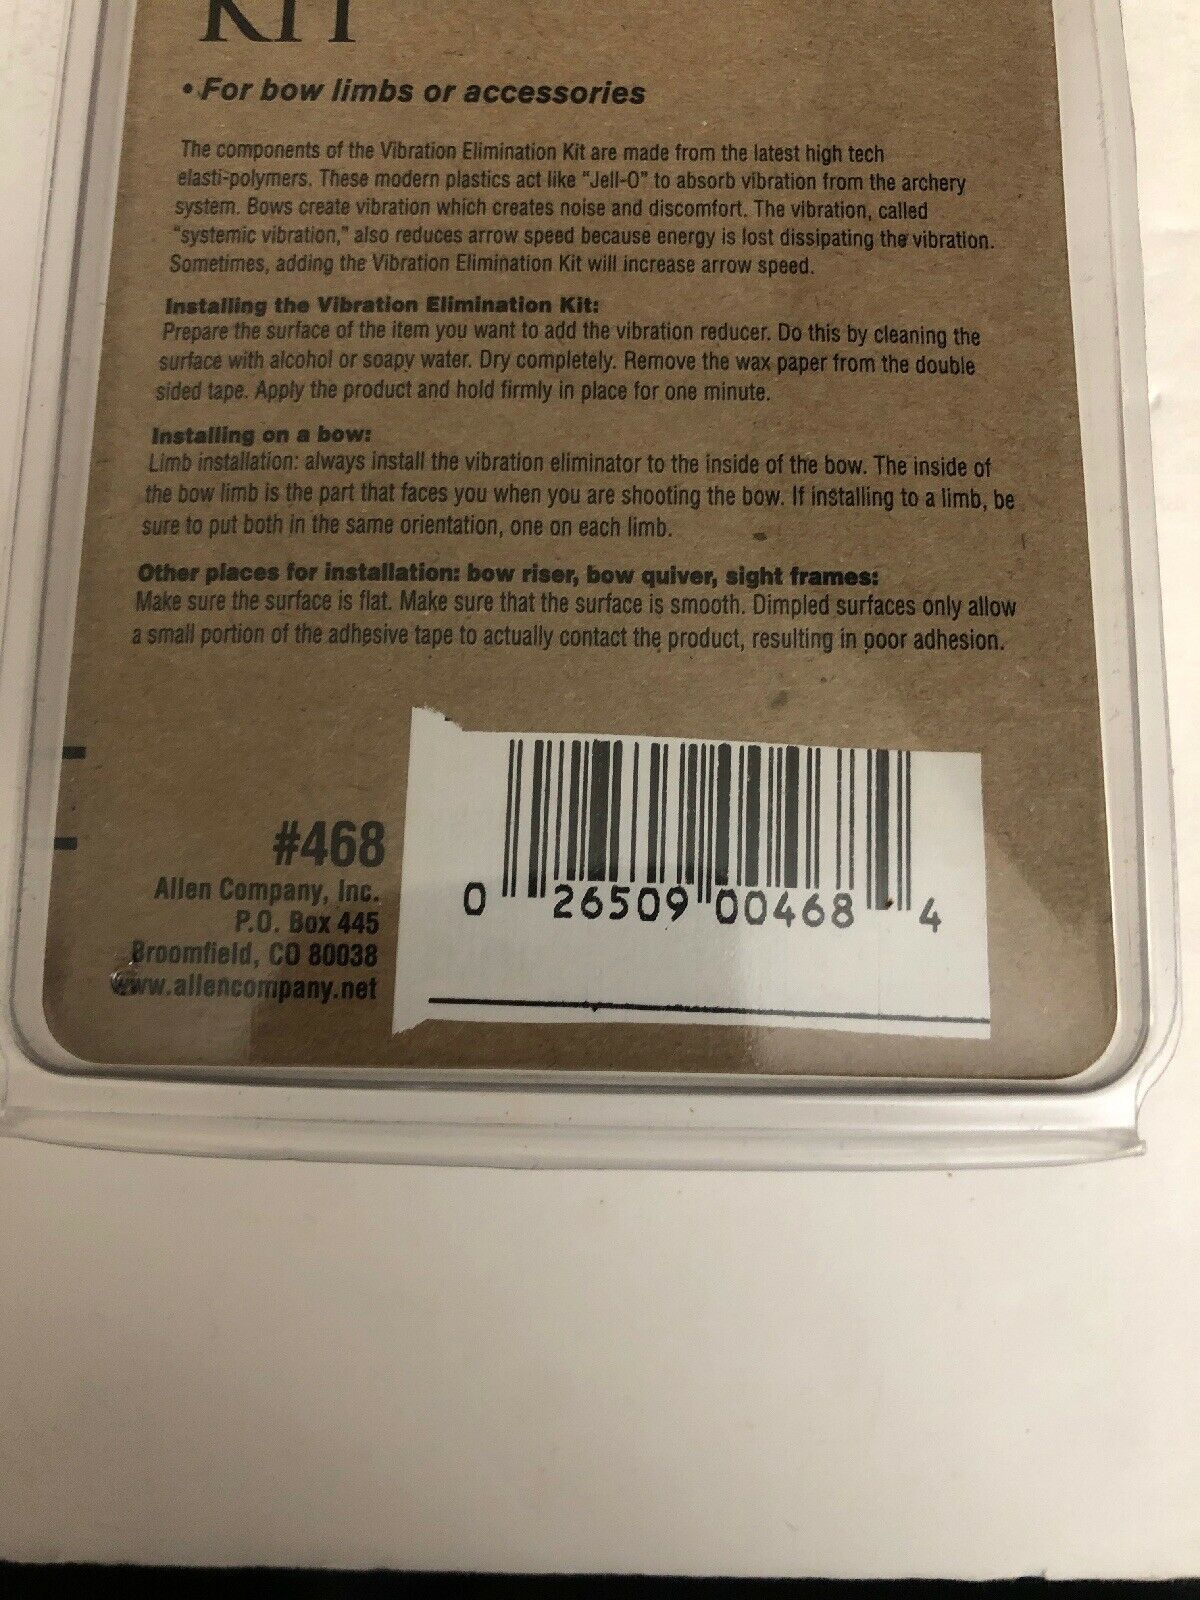 KIT
• For bow limbs or accessories
The components of the Vibration Elimination Kit are made from the latest high tech
elasti-polymers. These modern plastics act like "Jell-O" to absorb vibration from the archery
system. Bows create vibration which creates noise and discomfort. The vibration, called
"systemic vibration," also reduces arrow speed because energy is lost dissipating the vibration.
Sometimes, adding the Vibration Elimination Kit will increase arrow speed.
Installing the Vibration Elimination Kit:
Prepare the surface of the item you want to add the vibration reducer. Do this by cleaning the
surface with alcohol or soapy water. Dry completely. Remove the wax paper from the double
sided tape. Apply the product and hold firmly in place for one minute.
Installing on a bow:
Limb installation: always install the vibration eliminator to the inside of the bow. The inside of
the bow limb is the part that faces you when you are shooting the bow. If installing to a limb, be
sure to put both in the same orientation, one on each limb.
Other places for installation: bow riser, bow quiver, sight frames:
Make sure the surface is flat. Make sure that the surface is smooth. Dimpled surfaces only allow
a small portion of the adhesive tape to actually contact the product, resulting in poor adhesion.
#468
Allen Company, Inc.
P.O. Box 445
Broomfield, CO 80038
www.allencompany.net
0 26509 00468 4